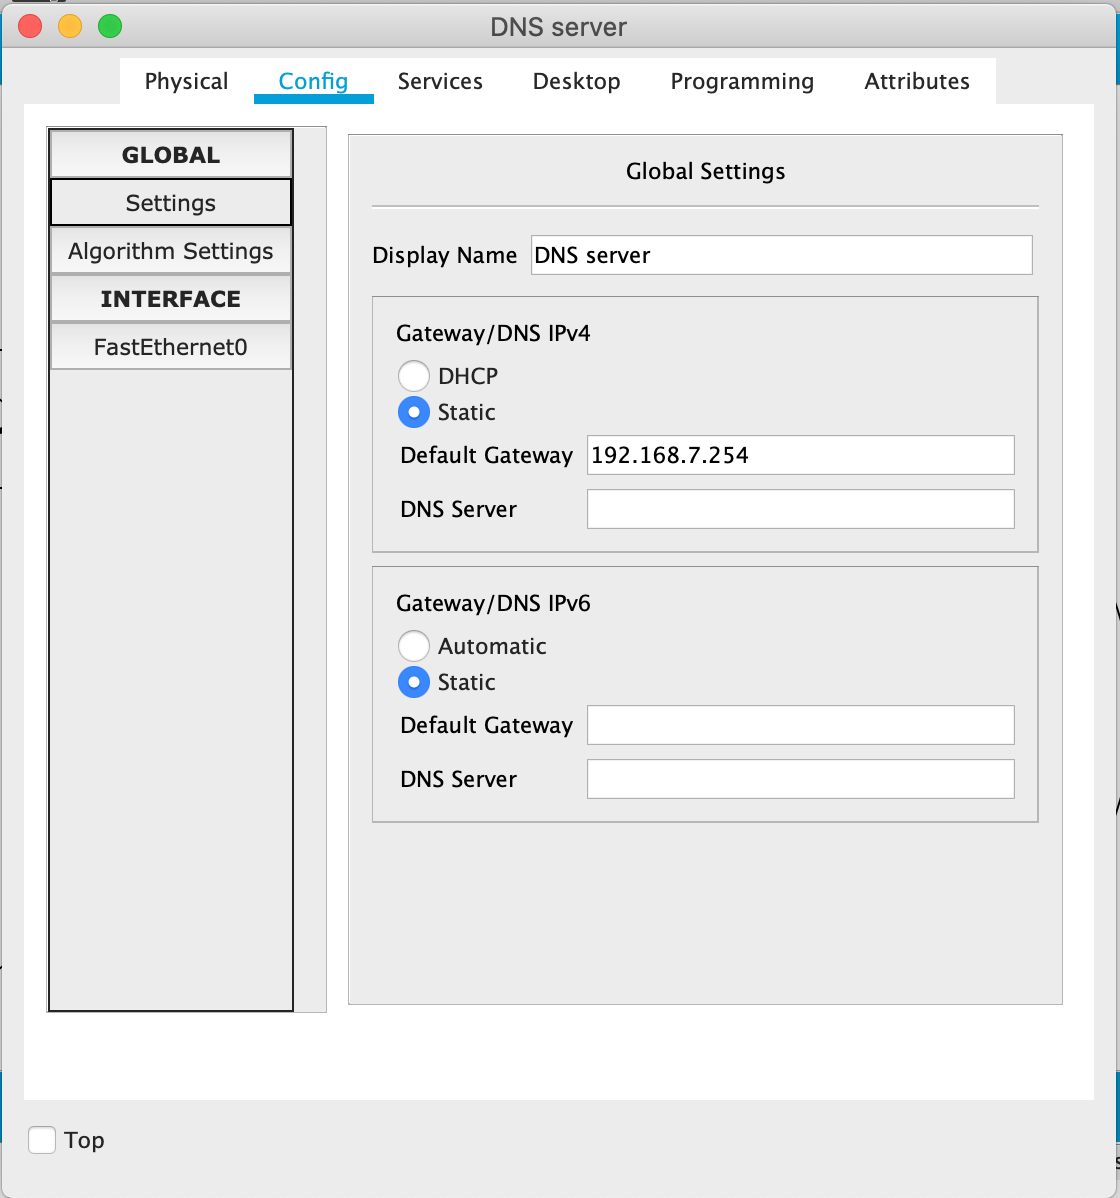 DNS server
Physical Config Services Desktop Programming Attributes
GLOBAL
Settings
Algorithm Settings
INTERFACE
FastEthernet0
Global Settings
Display Name DNS server
Gateway/DNS IPv4
DHCP
Static
Default Gateway 192.168.7.254
DNS Server
Gateway/DNS IPv6
Automatic
Static
Default Gateway
DNS Server
Top